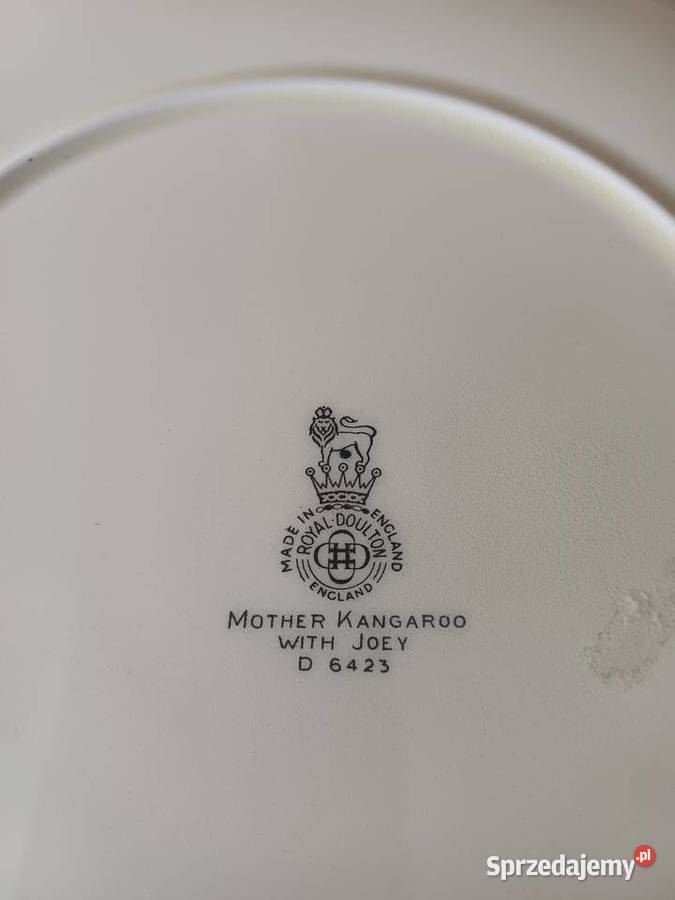 MADE IN ENGLAND
ROYAL·DOULTON
ENGLAND
MOTHER KANGAROO
WITH JOEY
D 6423
Sprzedajemy.pl